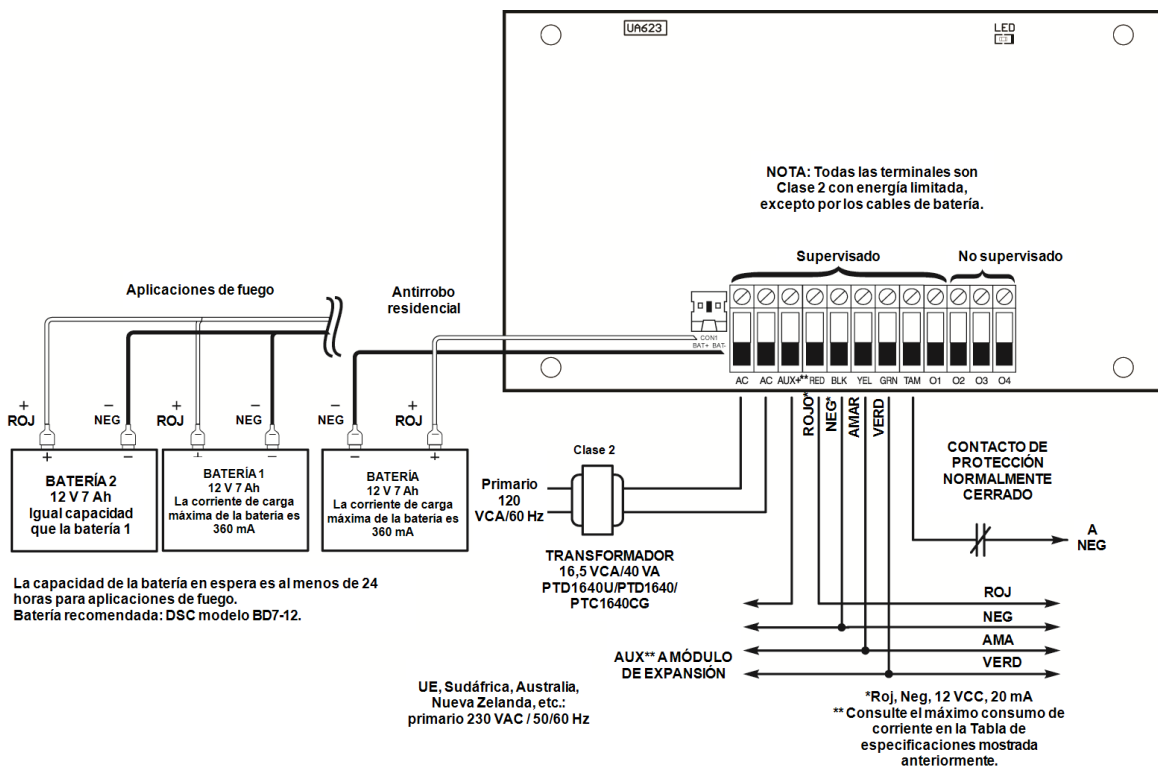 UA623
LED
NOTA: Todas las terminales son
Clase 2 con energía limitada,
excepto por los cables de batería.
Supervisado
No supervisado
Aplicaciones de fuego
Antirrobo
residencial
CON1
BAT+ BAT-
AC AC AUX+ ** RED BLK YEL GRN TAM O1 O2 O3 O4
ROJO*
NEG*
AMAR
VERD
+
ROJ
–
NEG
+
ROJ
–
NEG
–
NEG
+
ROJ
+ –
BATERÍA 2
12 V 7 Ah
Igual capacidad
que la batería 1
+ –
BATERÍA 1
12 V 7 Ah
La corriente de carga
máxima de la batería es
360 mA
– +
BATERÍA
12 V 7 Ah
La corriente de carga
máxima de la batería es
360 mA
La capacidad de la batería en espera es al menos de 24
horas para aplicaciones de fuego.
Batería recomendada: DSC modelo BD7-12.
Clase 2
Primario
120
VCA/60 Hz
TRANSFORMADOR
16,5 VCA/40 VA
PTD1640U/PTD1640/
PTC1640CG
CONTACTO DE
PROTECCIÓN
NORMALMENTE
CERRADO
A
NEG
ROJ
NEG
AMA
VERD
AUX** A MÓDULO
DE EXPANSIÓN
UE, Sudáfrica, Australia,
Nueva Zelanda, etc.:
primario 230 VAC / 50/60 Hz
*Roj, Neg, 12 VCC, 20 mA
** Consulte el máximo consumo de
corriente en la Tabla de
especificaciones mostrada
anteriormente.